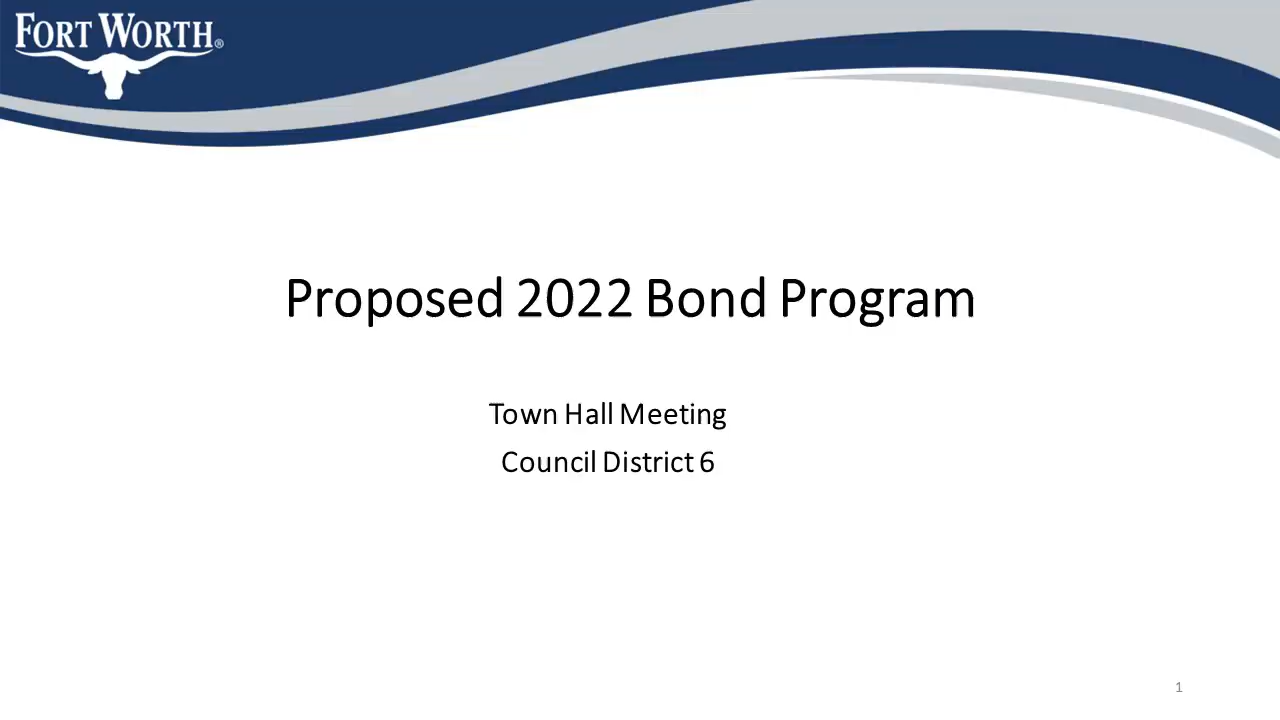 FORT WORTH®
Proposed 2022 Bond Program
Town Hall Meeting
Council District 6
1